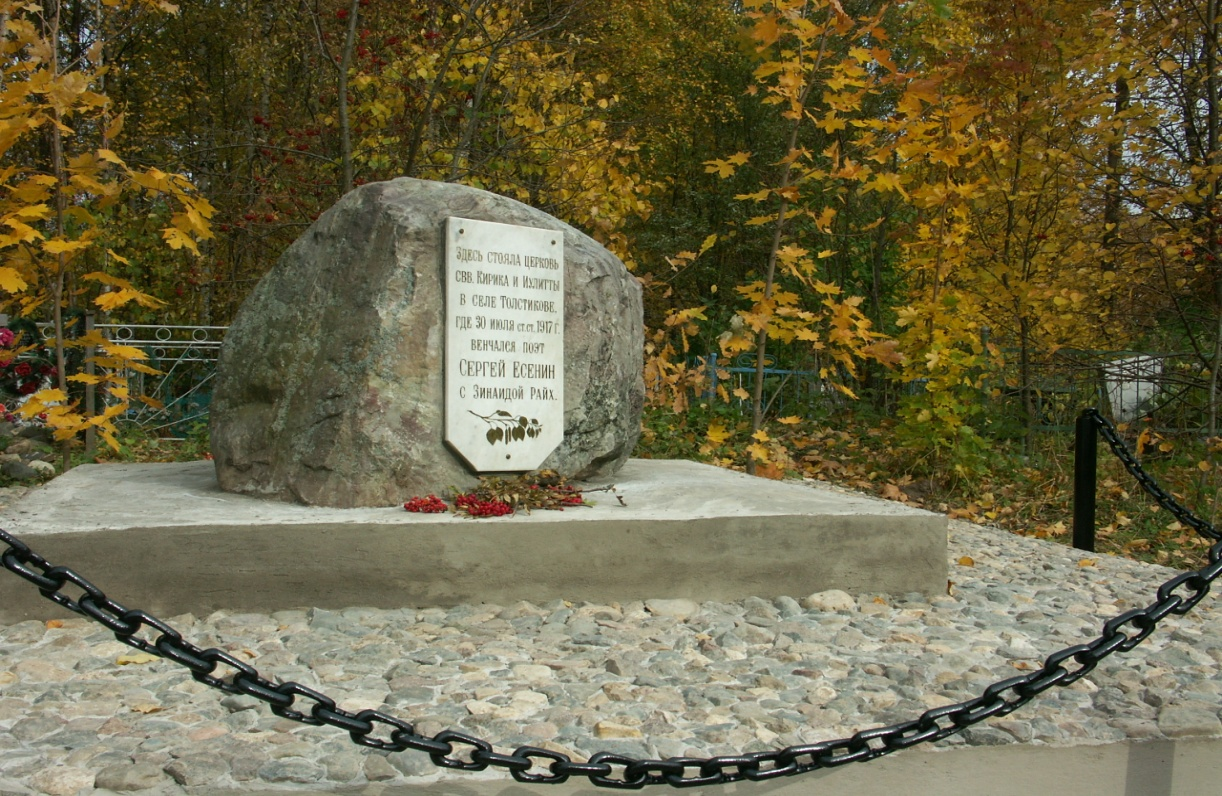 Здесь стояла церковь
свв. Кирика и Иулитты
в селе Толстикове,
где 30 июля ст.ст. 1917 г.
венчался поэт
Сергей Есенин
с Зинаидой Райх.